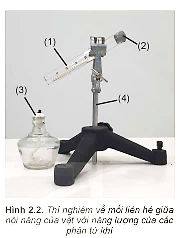 (1)
(2)
(3)
(4)
Hình 2.2. Thí nghiệm về mối liên hệ giữa
nội năng của vật với năng lượng của các
phân tử khí